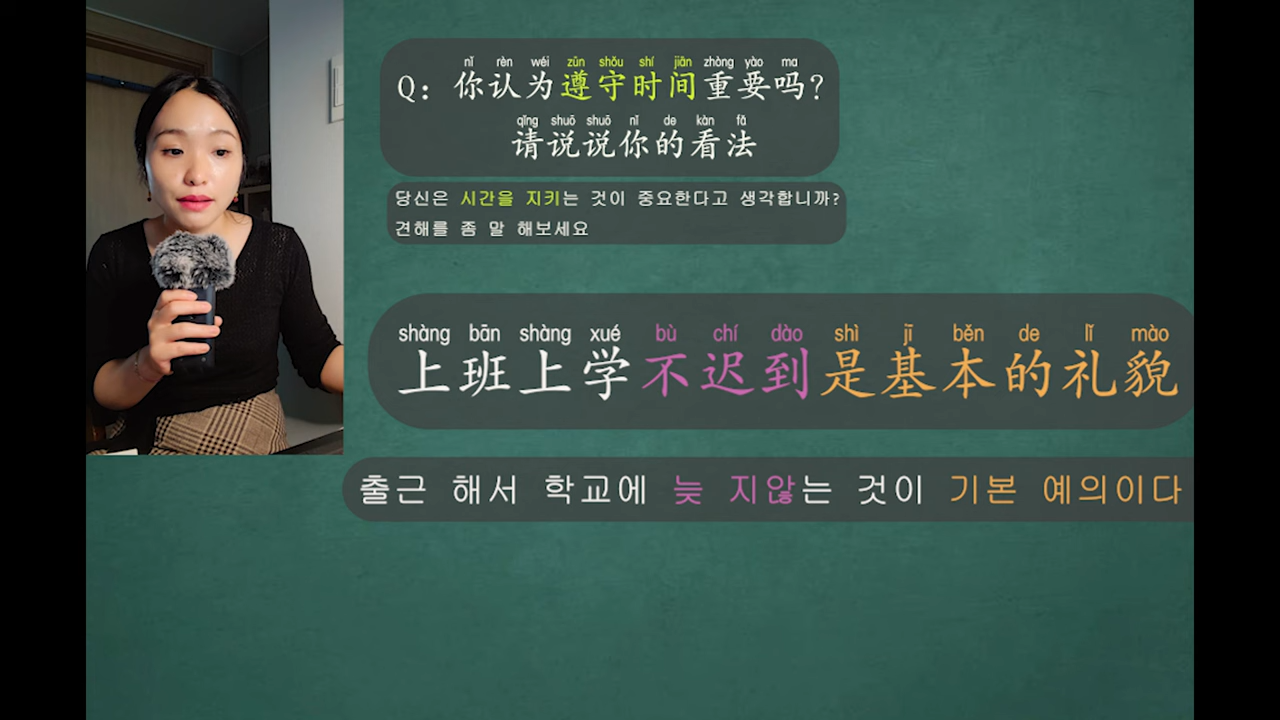 nǐ rèn wéi zūn shǒu shí jiān zhòng yào ma
Q：你认为遵守时间重要吗？
qǐng shuō shuō nǐ de kàn fǎ
请说说你的看法
당신은 시간을 지키는 것이 중요한다고 생각합니까?
견해를 좀 말 해보세요
shàng bān shàng xué bù chí dào shì jī běn de lǐ mào
上班上学不迟到是基本的礼貌
출근 해서 학교에 늦 지않는 것이 기본 예의이다